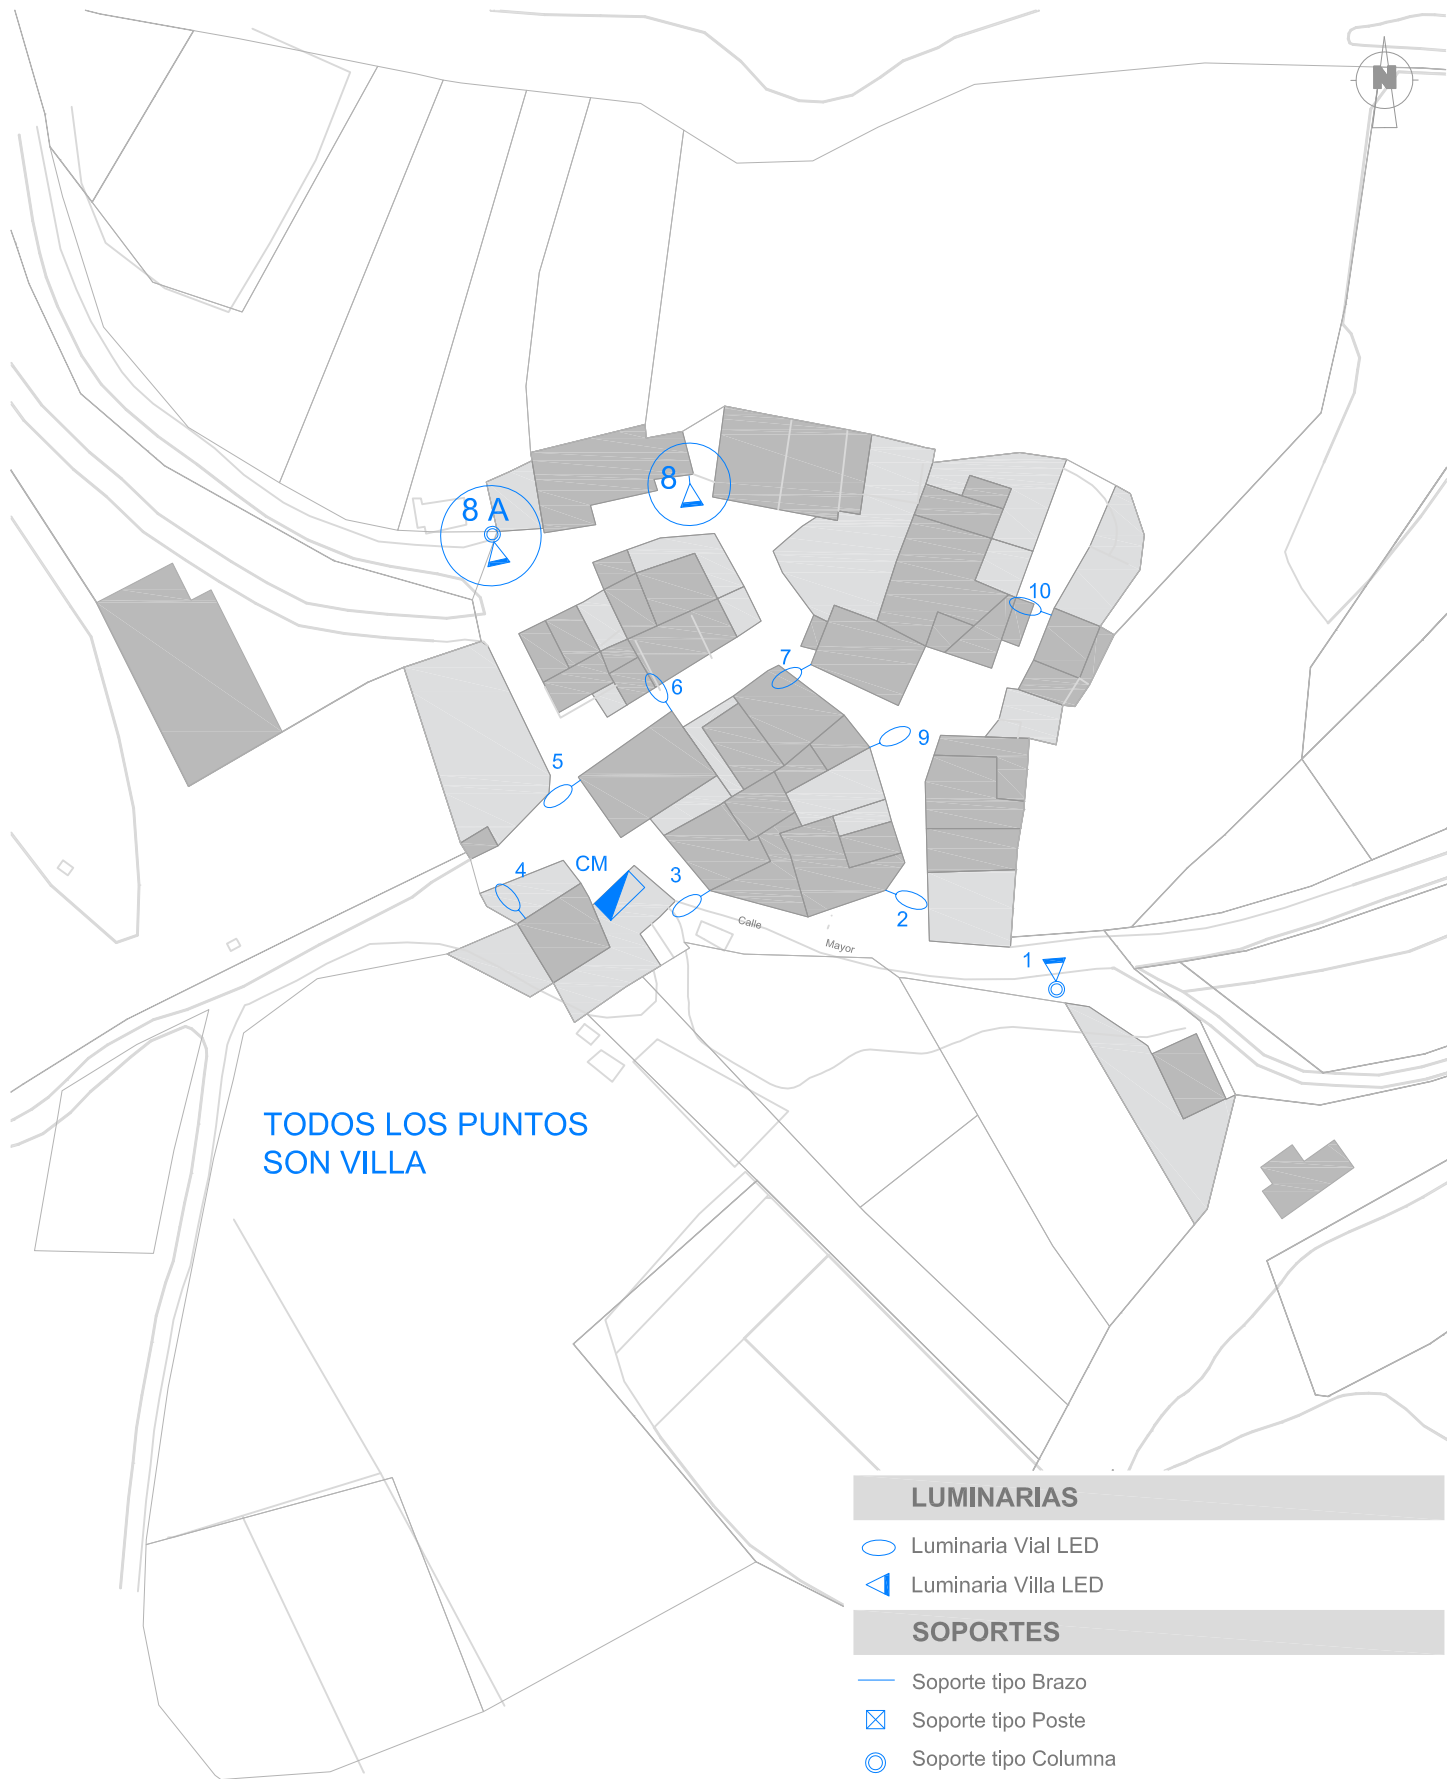 N
8
8 A
10
7
6
9
5
CM
4
3
2
Calle
Mayor
1
TODOS LOS PUNTOS
SON VILLA
LUMINARIAS
Luminaria Vial LED
Luminaria Villa LED
SOPORTES
Soporte tipo Brazo
Soporte tipo Poste
Soporte tipo Columna